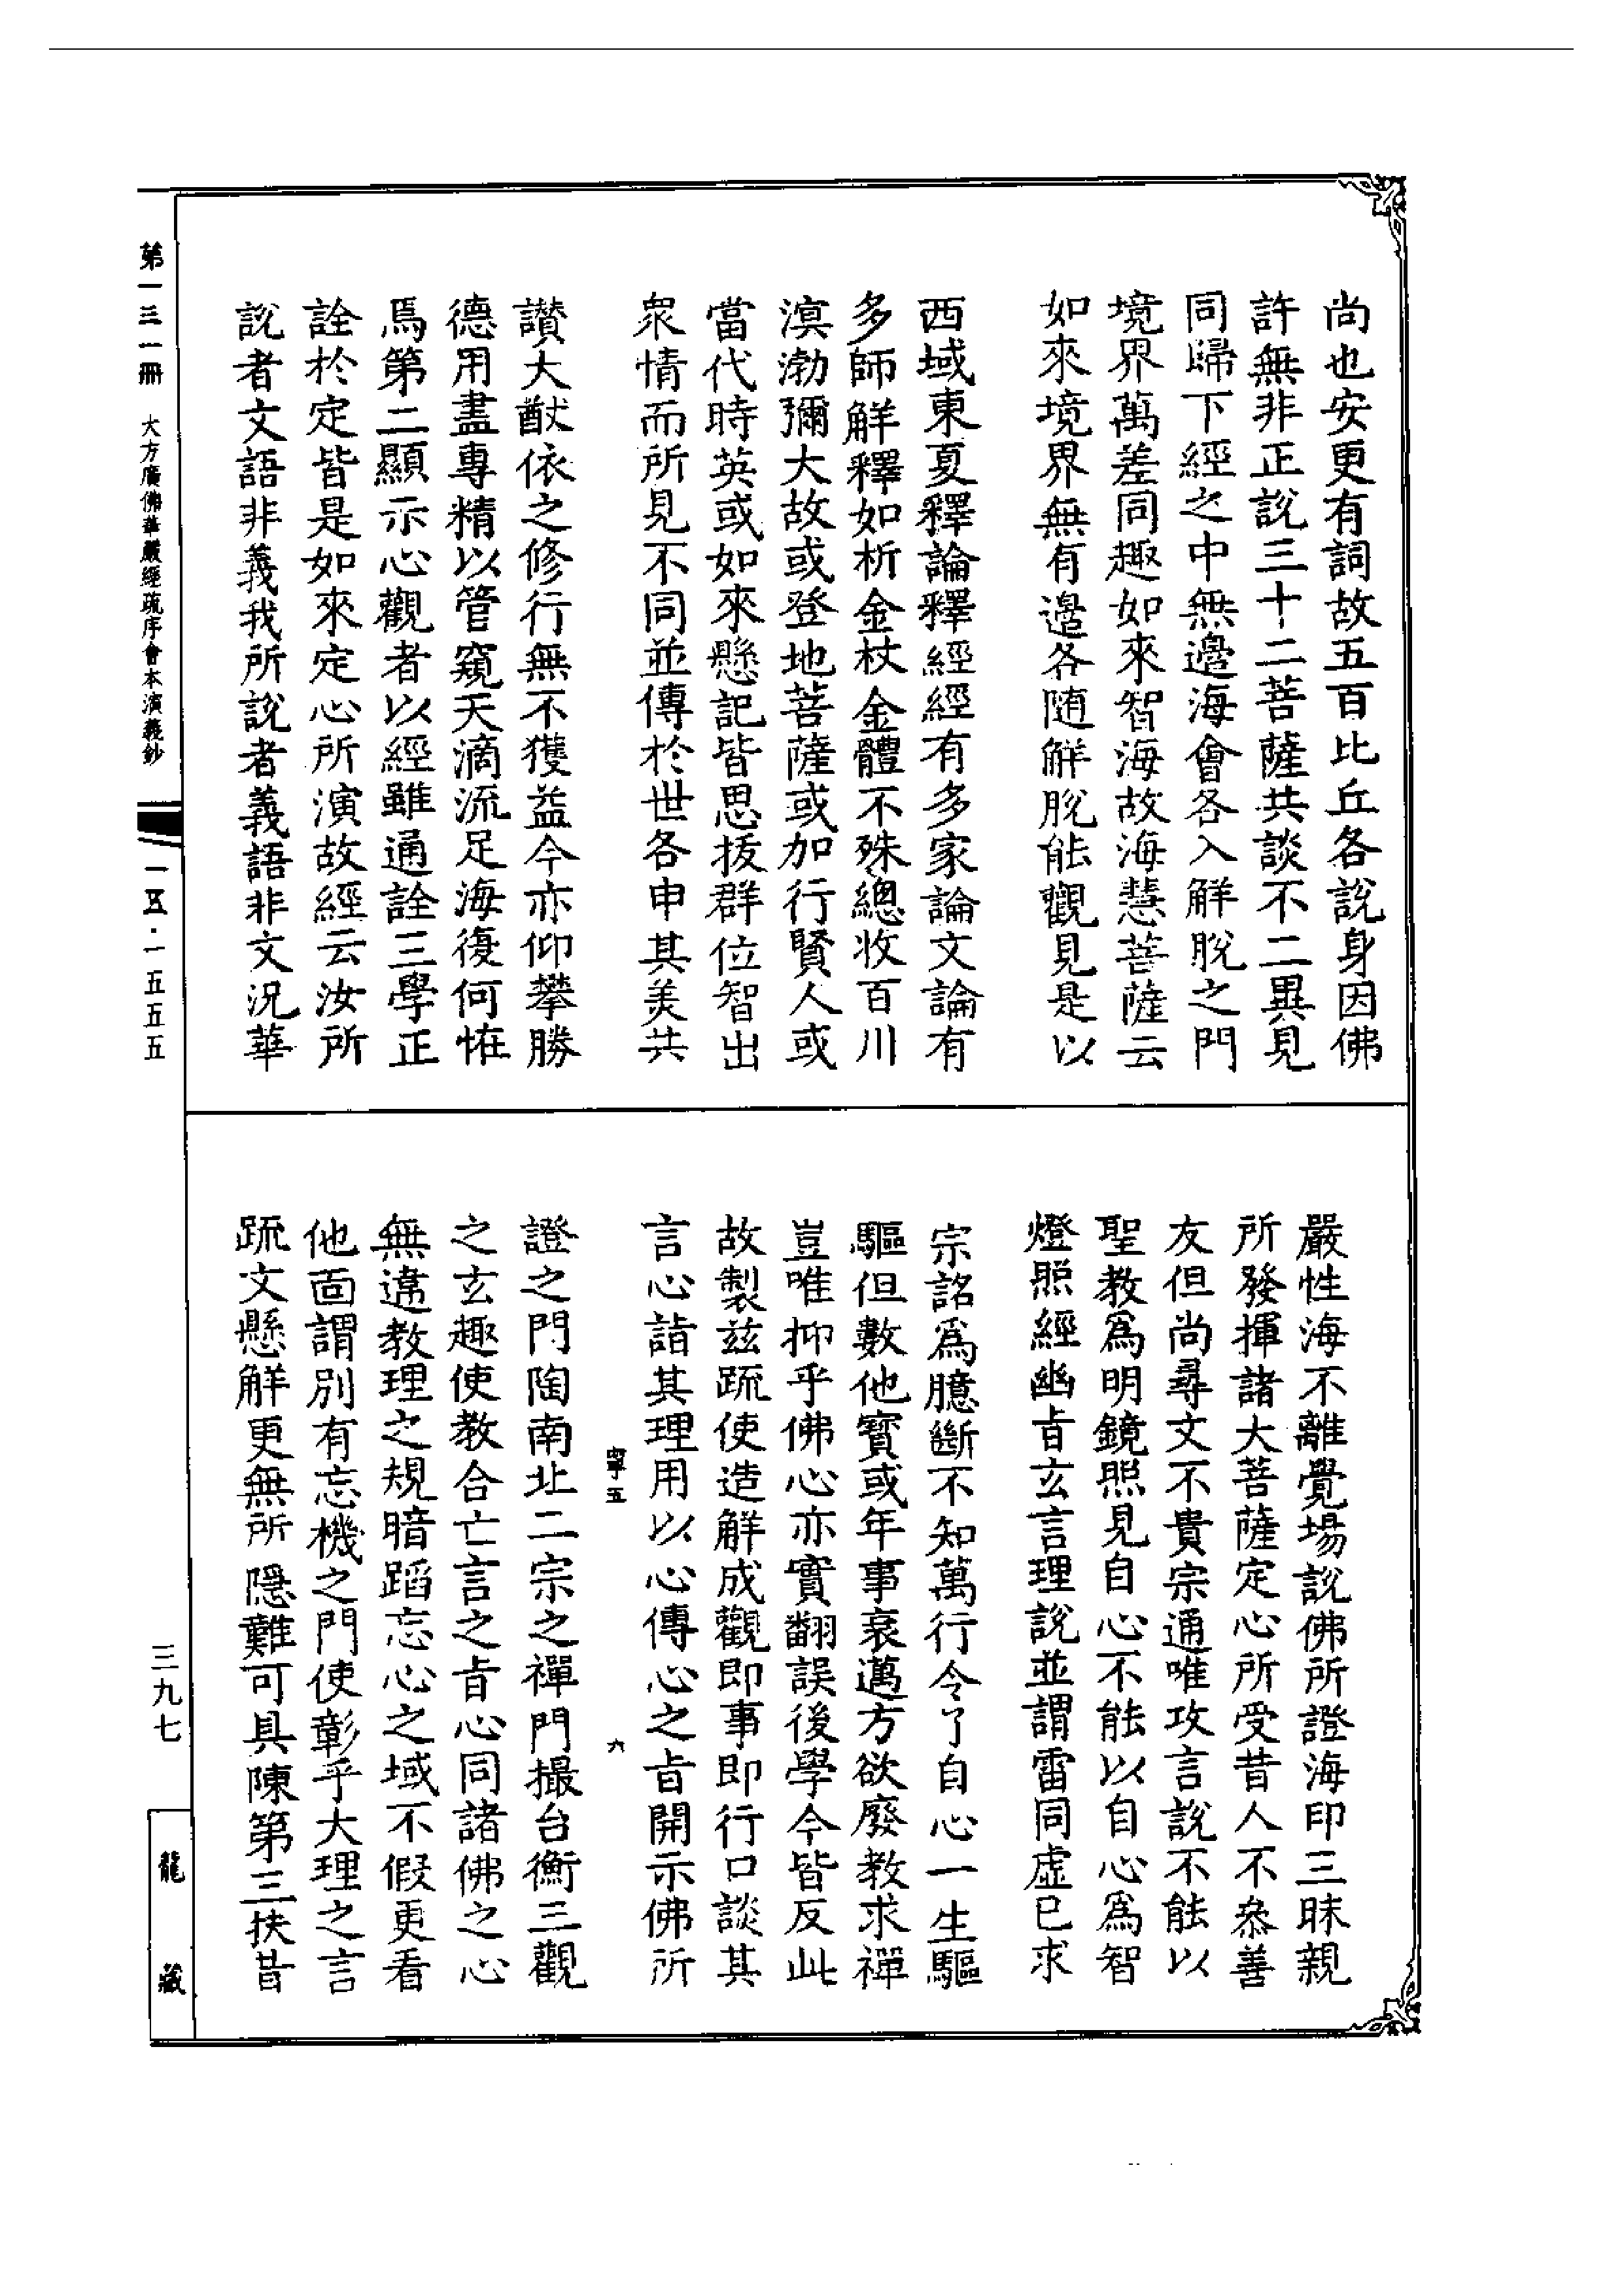 尚也安更有詞故五百比丘各說身因佛
許無非正說三十二菩薩共談不二異見
同歸下經之中無邊海會各入解脫之門
境界萬差同趣如來智海故海慧菩薩云
如來境界無有邊各隨解脫能觀見是以
西域東夏釋論釋經經有多家論文論有
多師解釋如析金杖金體不殊總收百川
溟渤彌大故或登地菩薩或加行賢人或
當代時英或如來懸記皆思拔群位智出
衆情而所見不同並傳於世各申其美共
讚大猷依之修行無不獲益今亦仰攀勝
德用盡專精以管窺天滴流足海復何恠
焉第二顯示心觀者以經雖通詮三學正
詮於定皆是如來定心所演故經云汝所
說者文語非義我所說者義語非文況華
嚴性海不離覺場說佛所證海印三昧親
所發揮諸大菩薩定心所受昔人不叅善
友但尚尋文不貴宗通唯攻言說不能以
聖教爲明鏡照見自心不能以自心爲智
燈照經幽旨玄言理說並謂雷同虛已求
宗詺爲臆斷不知萬行令了自心一生驅
驅但數他寶或年事衰邁方欲廢教求禪
豈唯抑乎佛心亦實翻誤後學今皆反此
故製茲䟽使造解成觀即事即行口談其
言心詣其理用以心傳心之旨開示佛所
寧五 六
證之門陶南北二宗之禪門撮台衡三觀
之玄趣使教合亡言之旨心同諸佛之心
無違教理之規暗蹈忘心之域不假更看
他面謂別有忘機之門使彰乎大理之言
䟽文懸解更無所隱難可具陳第三扶昔
第一三一冊 大方廣佛華嚴經疏序會本演義鈔
一五·一五五五
三九七
龍藏